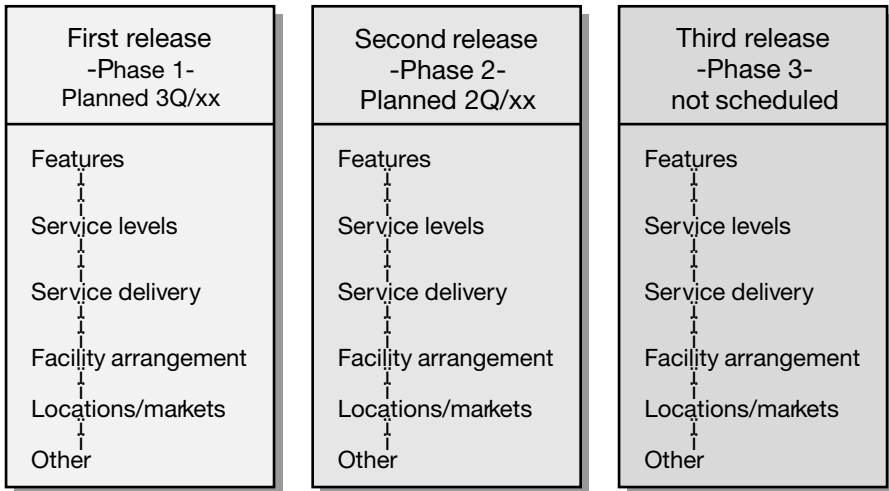 First release
-Phase 1-
Planned 3Q/xx
Features
Service levels
Service delivery
Facility arrangement
Locations/markets
Other
Second release
-Phase 2-
Planned 2Q/xx
Features
Service levels
Service delivery
Facility arrangement
Locations/markets
Other
Third release
-Phase 3-
not scheduled
Features
Service levels
Service delivery
Facility arrangement
Locations/markets
Other